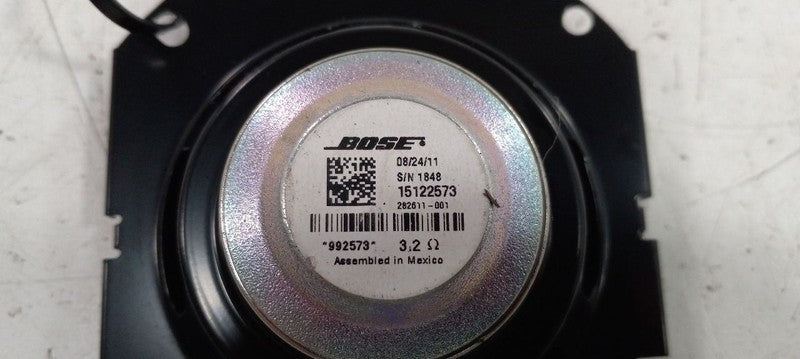 BOSE®
08/24/11
S/N 1848
15122573
282611-001
*992573* 3,2 Ω
Assembled in Mexico